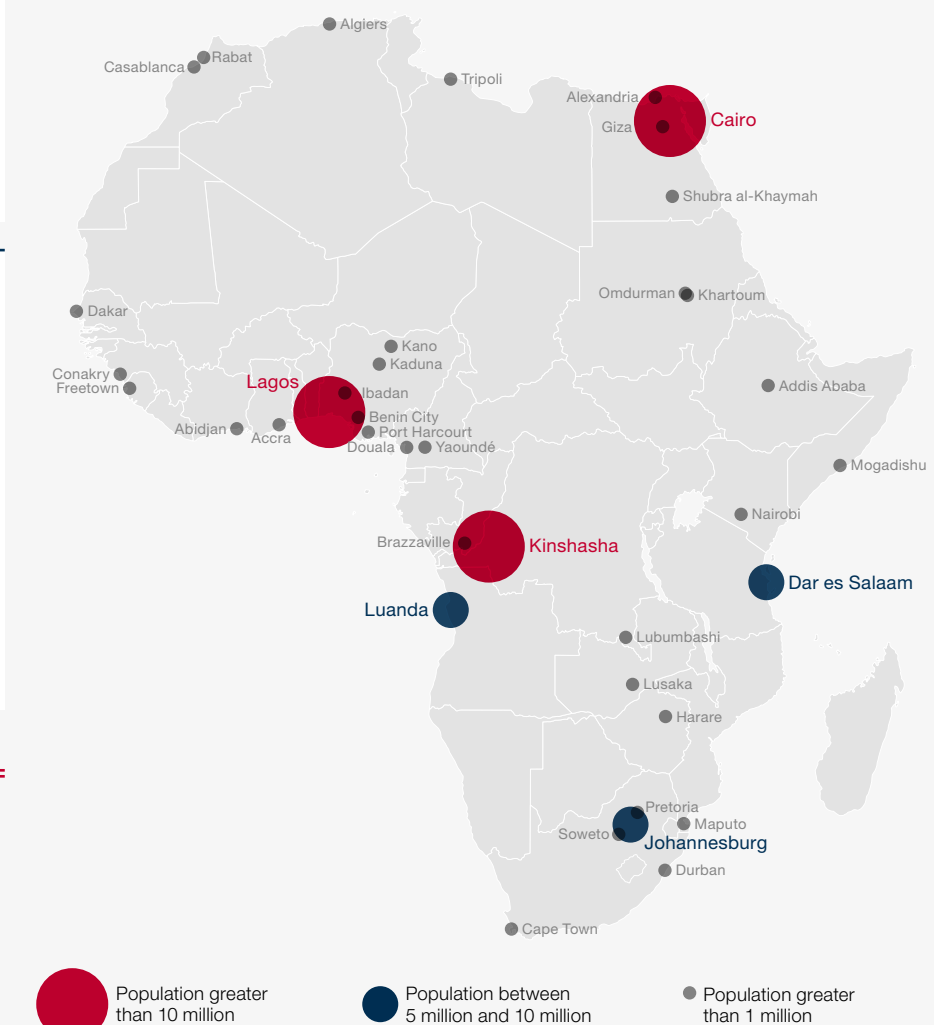 Algiers
Rabat
Casablanca
Tripoli
Alexandria
Cairo
Giza
Shubra al-Khaymah
Omdurman
Khartoum
Dakar
Kano
Kaduna
Conakry
Lagos
Freetown
Ibadan
Addis Ababa
Benin City
Abidjan
Accra
Port Harcourt
Douala
Yaoundé
Mogadishu
Nairobi
Brazzaville
Kinshasha
Dar es Salaam
Luanda
Lubumbashi
Lusaka
Harare
Pretoria
Maputo
Soweto
Johannesburg
Durban
Cape Town
Population greater
than 10 million
Population between
5 million and 10 million
Population greater
than 1 million